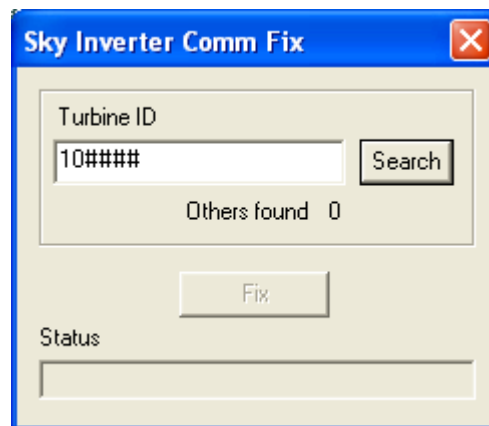 Sky Inverter Comm Fix
Turbine ID
10####
Search
Others found 0
Fix
Status